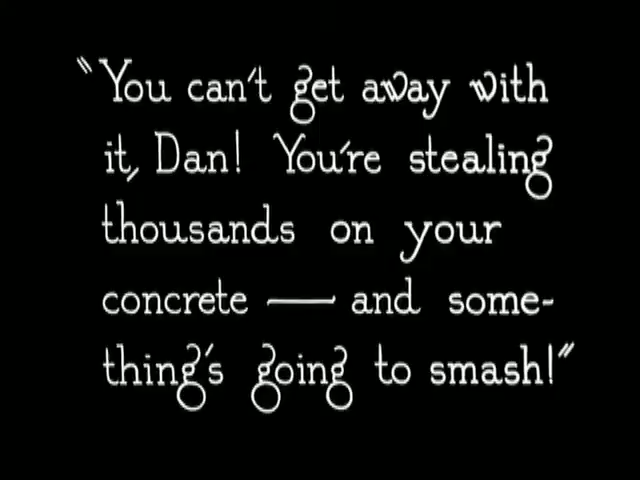 "You can't get away with
it, Dan! You're stealing
thousands on your
concrete — and some-
thing's going to smash!"